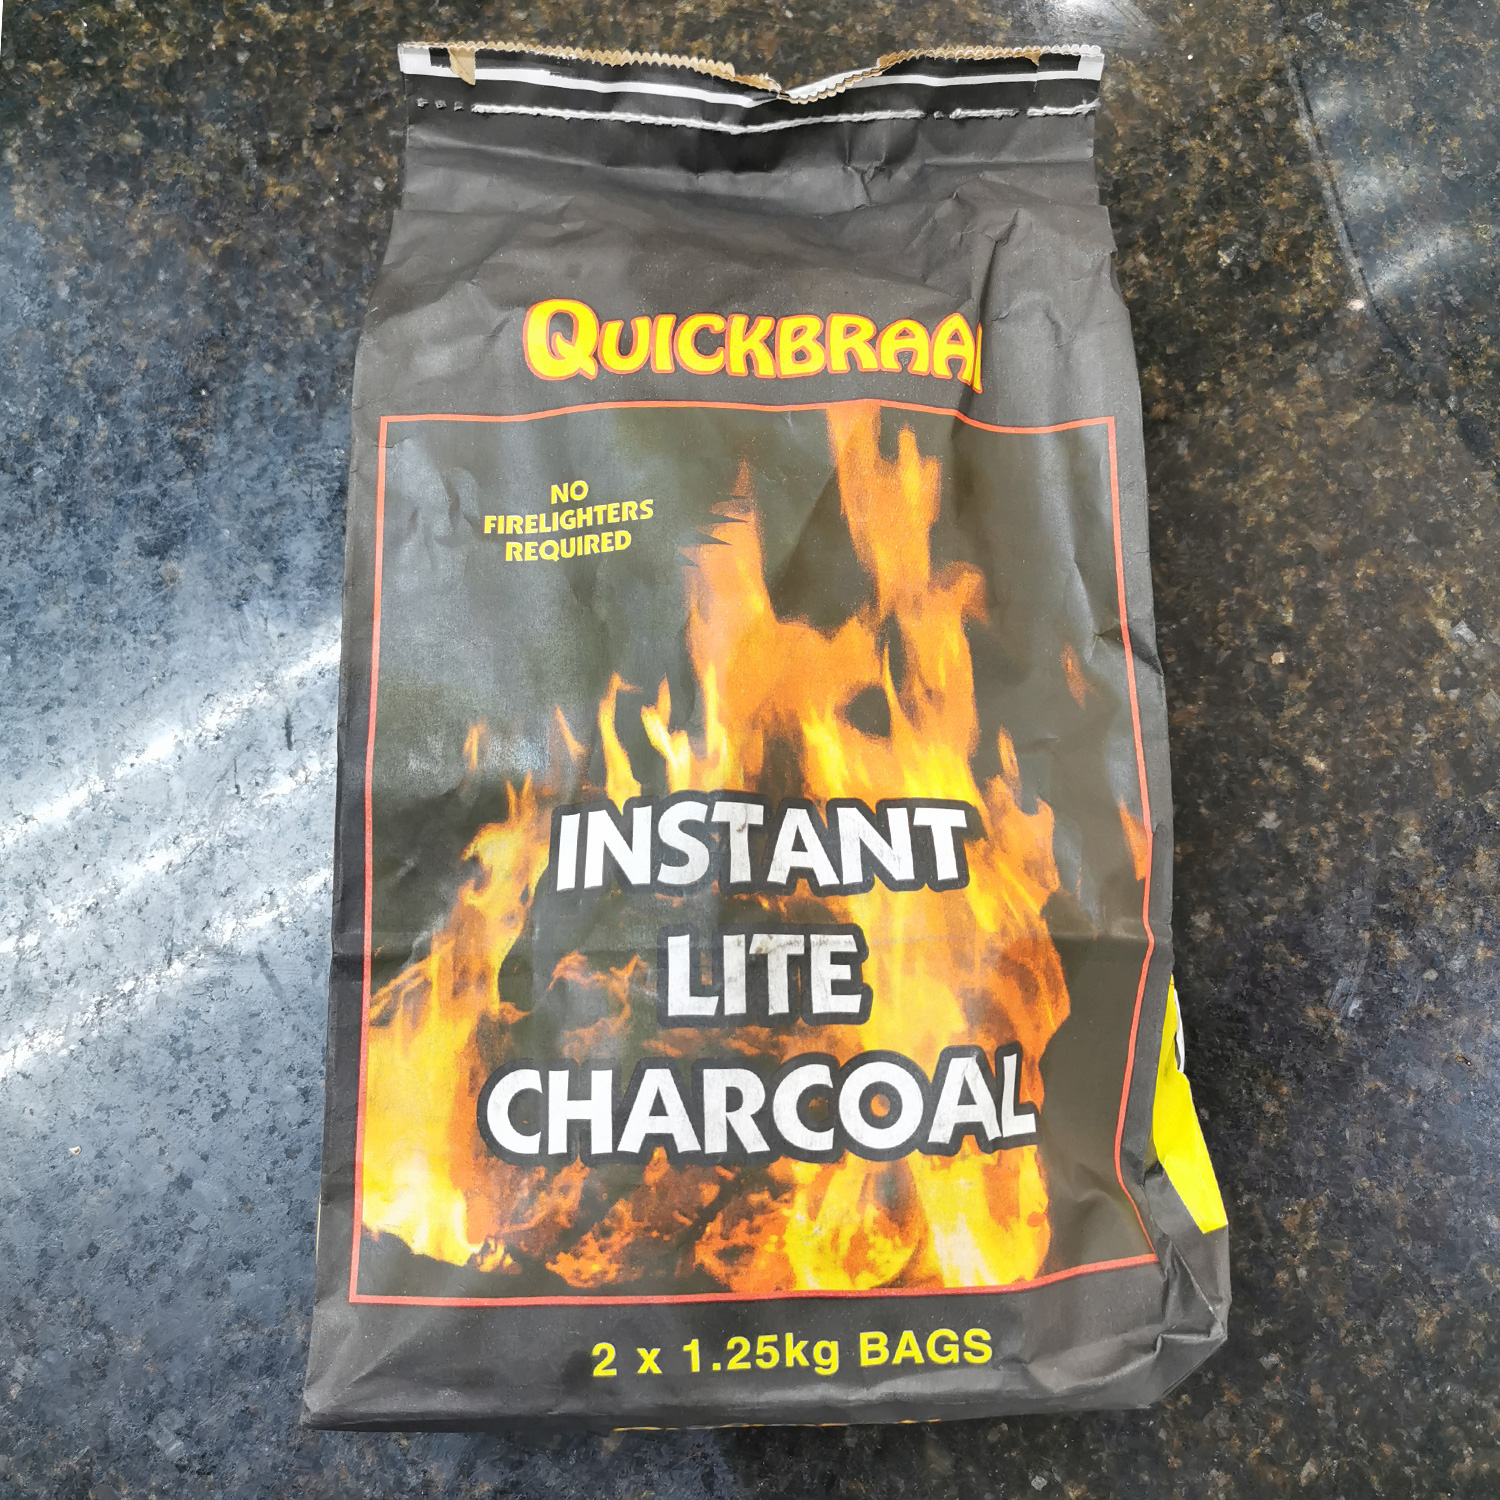 QUICKBRAAI
NO
FIRELIGHTERS
REQUIRED
INSTANT
LITE
CHARCOAL
2 x 1.25kg BAGS